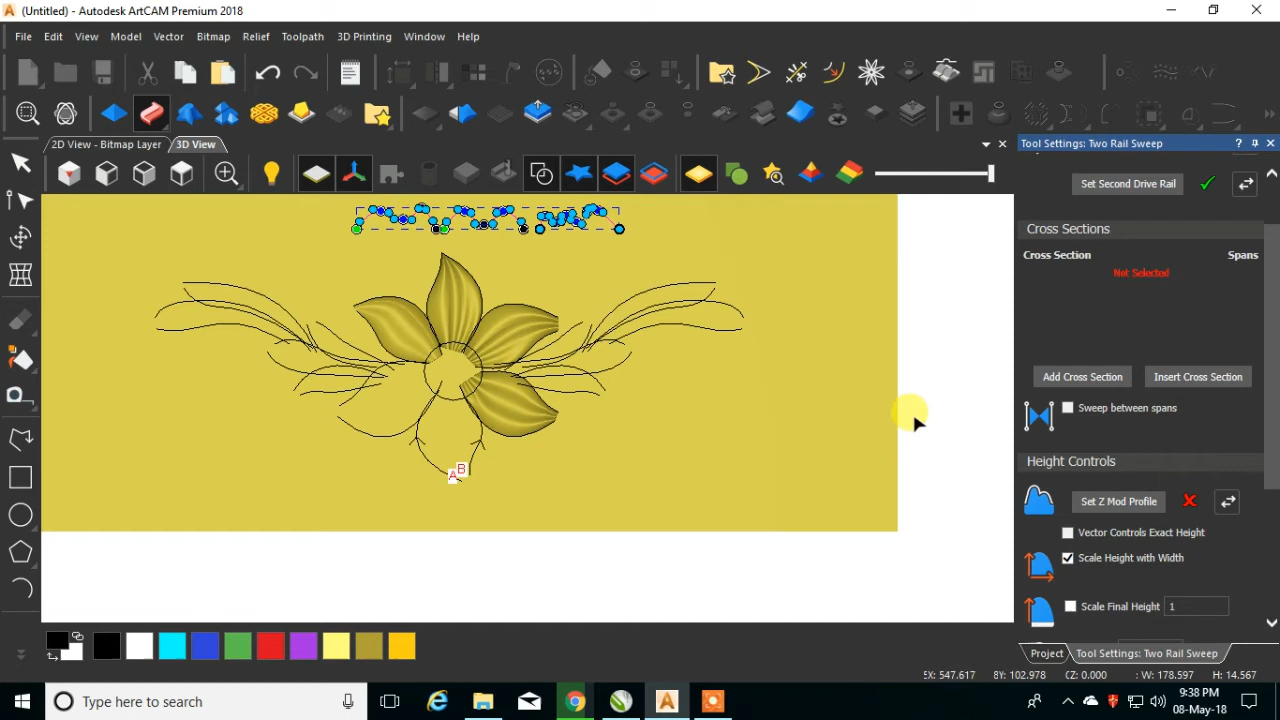 (Untitled) - Autodesk ArtCAM Premium 2018
File Edit View Model Vector Bitmap Relief Toolpath 3D Printing Window Help
2D View - Bitmap Layer 3D View
Tool Settings: Two Rail Sweep
Set Second Drive Rail
Cross Sections
Cross Section Spans
Not Selected
Add Cross Section Insert Cross Section
Sweep between spans
A B
Height Controls
Set Z Mod Profile
Vector Controls Exact Height
Scale Height with Width
Scale Final Height 1
Project Tool Settings: Two Rail Sweep
X: 547.617 Y: 102.978 Z: 0.000 W: 178.597 H: 14.567
Type here to search
9:38 PM
08-May-18